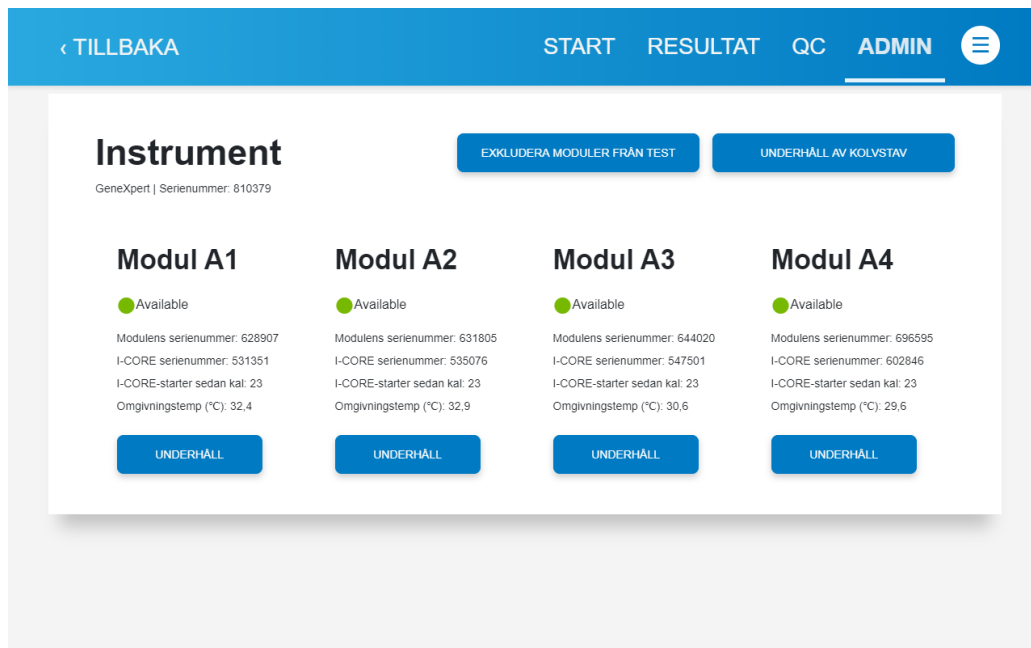 ‹ TILLBAKA START RESULTAT QC ADMIN
Instrument
EXKLUDERA MODULER FRÅN TEST
UNDERHÅLL AV KOLVSTAV
GeneXpert | Serienummer: 810379
Modul A1
Available
Modulens serienummer: 628907
I-CORE serienummer: 531351
I-CORE-starter sedan kal: 23
Omgivningstemp (°C): 32,4
UNDERHÅLL
Modul A2
Available
Modulens serienummer: 631805
I-CORE serienummer: 535076
I-CORE-starter sedan kal: 23
Omgivningstemp (°C): 32,9
UNDERHÅLL
Modul A3
Available
Modulens serienummer: 644020
I-CORE serienummer: 547501
I-CORE-starter sedan kal: 23
Omgivningstemp (°C): 30,6
UNDERHÅLL
Modul A4
Available
Modulens serienummer: 696595
I-CORE serienummer: 602846
I-CORE-starter sedan kal: 23
Omgivningstemp (°C): 29,6
UNDERHÅLL